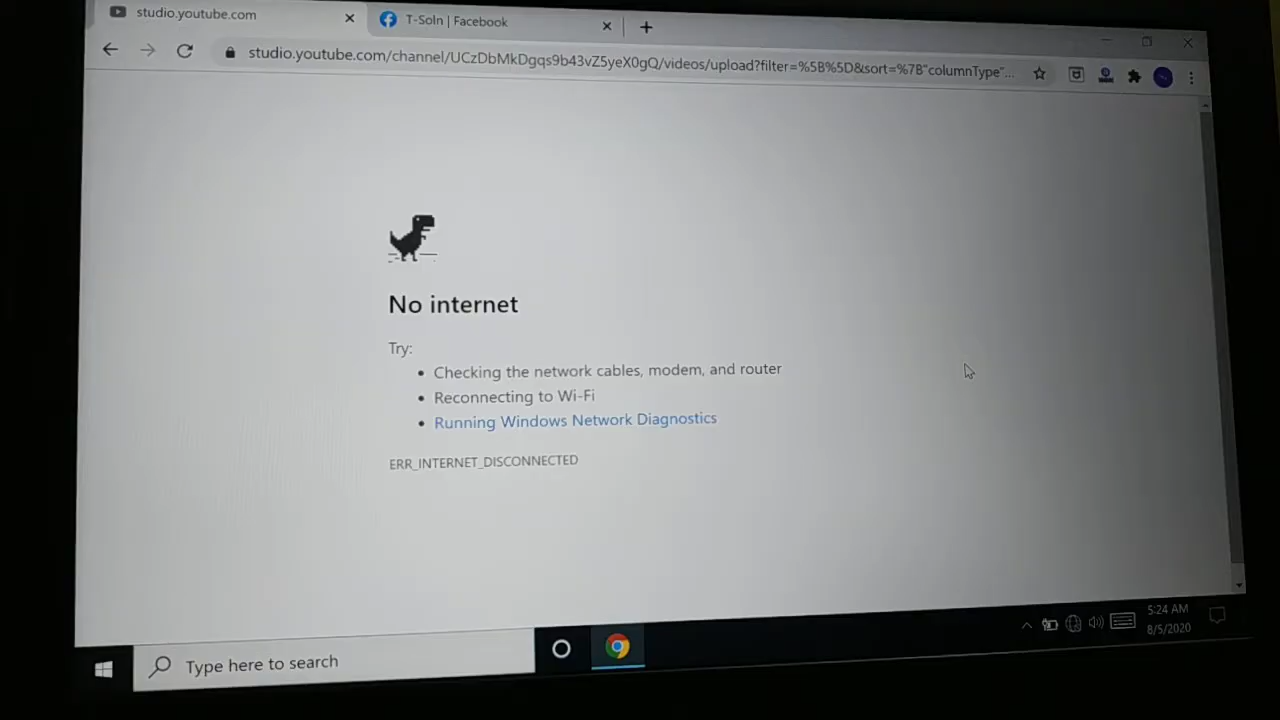 studio.youtube.com
T-Soln | Facebook
studio.youtube.com/channel/UCzDbMkDgqs9b43vZ5yeX0gQ/videos/upload?filter=%5B%5D&sort=%7B"columnType"...
No internet
Try:
• Checking the network cables, modem, and router
• Reconnecting to Wi-Fi
• Running Windows Network Diagnostics
ERR_INTERNET_DISCONNECTED
5:24 AM
8/5/2020
Type here to search